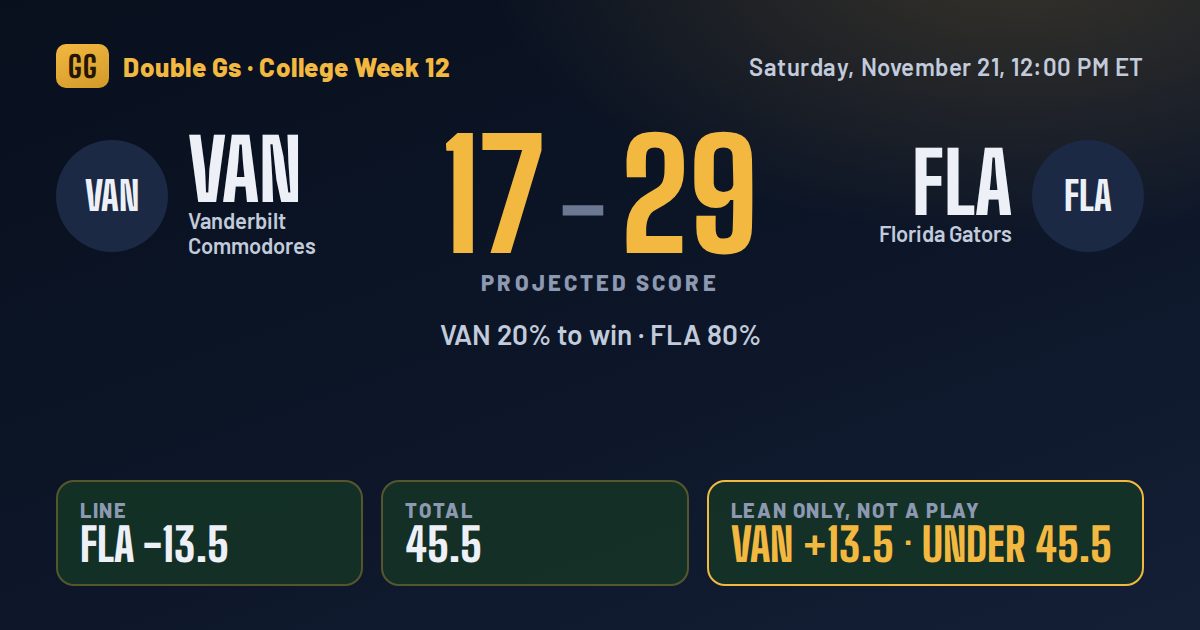 GG
Double Gs · College Week 12
Saturday, November 21, 12:00 PM ET
VAN
VAN
Vanderbilt
Commodores
17 – 29
PROJECTED SCORE
VAN 20% to win · FLA 80%
FLA
Florida Gators
FLA
LINE
FLA −13.5
TOTAL
45.5
LEAN ONLY, NOT A PLAY
VAN +13.5 · UNDER 45.5